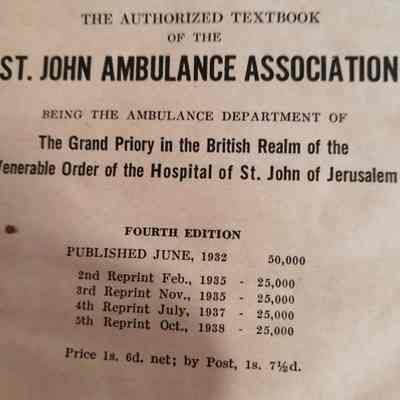 THE AUTHORIZED TEXTBOOK
OF THE
ST. JOHN AMBULANCE ASSOCIATION
BEING THE AMBULANCE DEPARTMENT OF
The Grand Priory in the British Realm of the
Venerable Order of the Hospital of St. John of Jerusalem
FOURTH EDITION
PUBLISHED JUNE, 1932 50,000
2nd Reprint Feb., 1935 - 25,000
3rd Reprint Nov., 1935 - 25,000
4th Reprint July, 1937 - 25,000
5th Reprint Oct., 1938 - 25,000
Price 1s. 6d. net; by Post, 1s. 7½d.